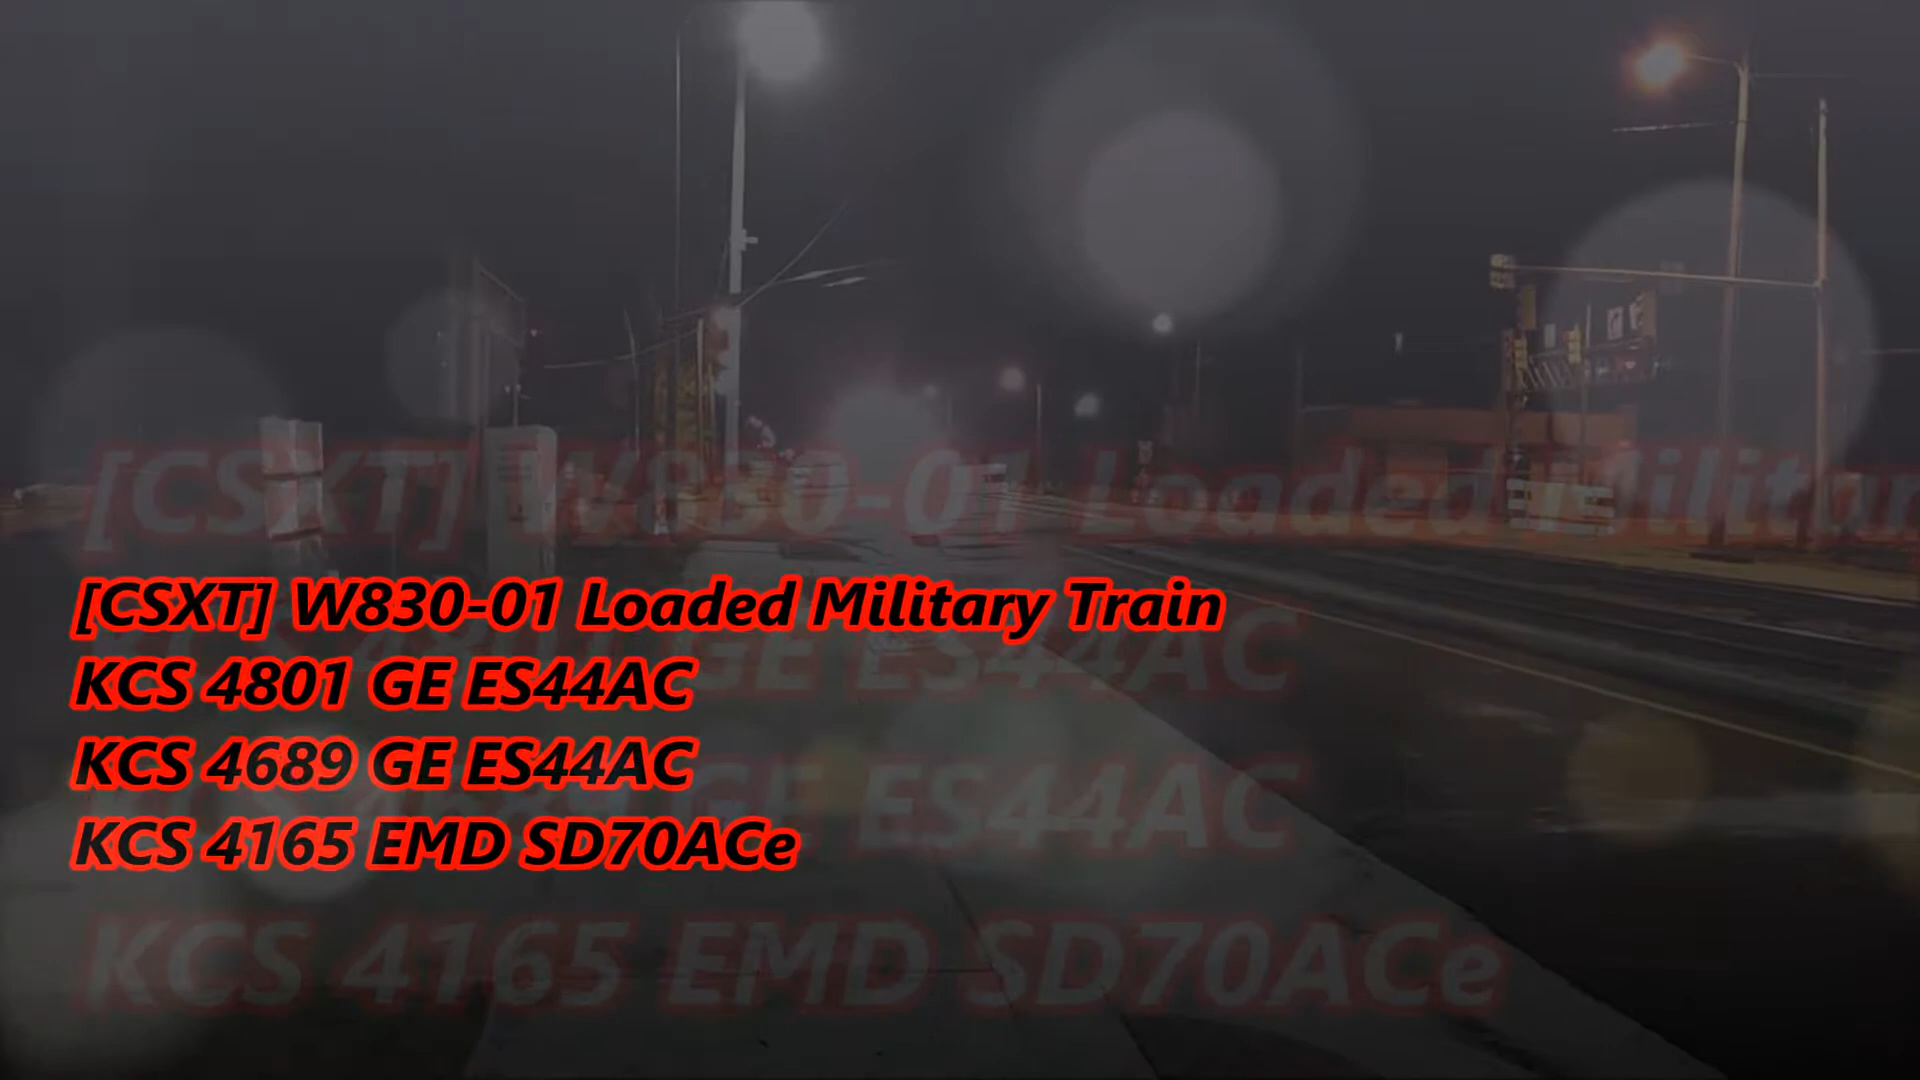 [CSXT] W830-01 Loaded Military Train
KCS 4801 GE ES44AC
KCS 4689 GE ES44AC
KCS 4165 EMD SD70ACe